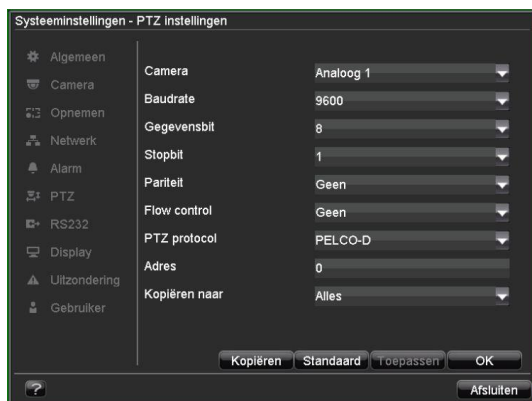 Systeeminstellingen - PTZ instellingen
Algemeen
Camera
Opnemen
Netwerk
Alarm
PTZ
RS232
Display
Uitzondering
Gebruiker
Camera Analoog 1
Baudrate 9600
Gegevensbit 8
Stopbit 1
Pariteit Geen
Flow control Geen
PTZ protocol PELCO-D
Adres 0
Kopiëren naar Alles
Kopiëren Standaard Toepassen OK
? Afsluiten